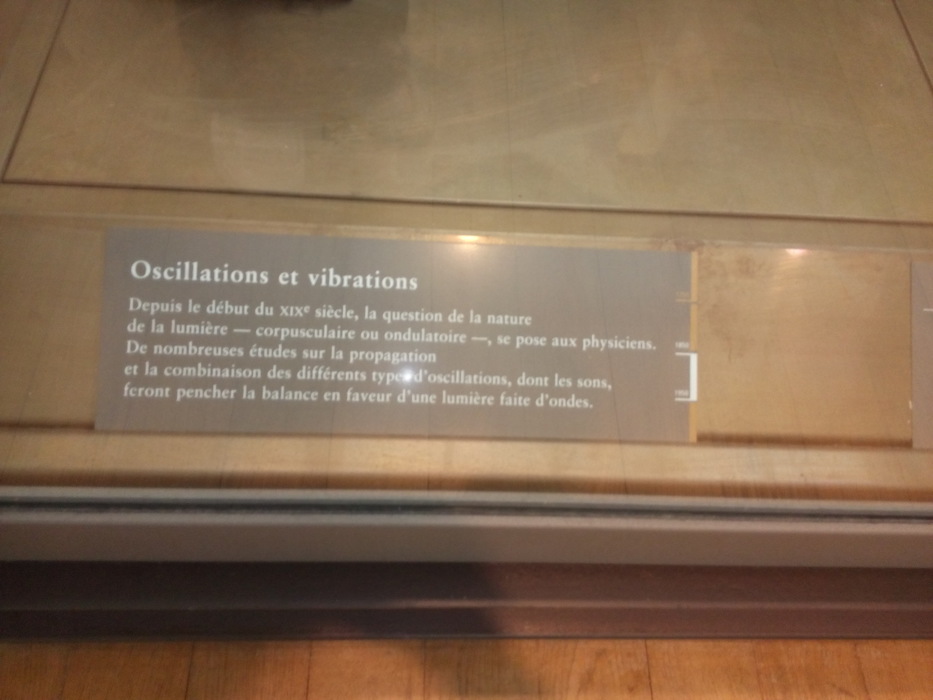 Oscillations et vibrations
Depuis le début du XIXe siècle, la question de la nature
de la lumière — corpusculaire ou ondulatoire —, se pose aux physiciens.
De nombreuses études sur la propagation
et la combinaison des différents types d'oscillations, dont les sons,
feront pencher la balance en faveur d'une lumière faite d'ondes.